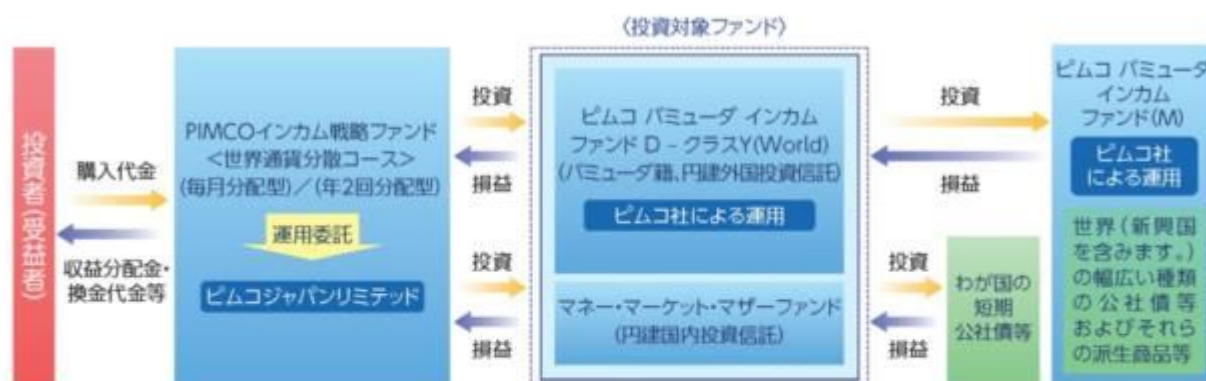 〈投資対象ファンド〉
投資者(受益者)
購入代金
収益分配金・
換金代金等
PIMCOインカム戦略ファンド
<世界通貨分散コース>
(毎月分配型)/(年2回分配型)
運用委託
ピムコジャパンリミテッド
投資
損益
投資
損益
ピムコ バミューダ インカム
ファンド D - クラスY(World)
(バミューダ籍、円建外国投資信託)
ピムコ社による運用
マネー・マーケット・マザーファンド
(円建国内投資信託)
投資
損益
投資
損益
わが国の
短期
公社債等
ピムコ バミューダ
インカム
ファンド(M)
ピムコ社
による運用
世界(新興国
を含みます。)
の幅広い種類
の公社債等
およびそれら
の派生商品等